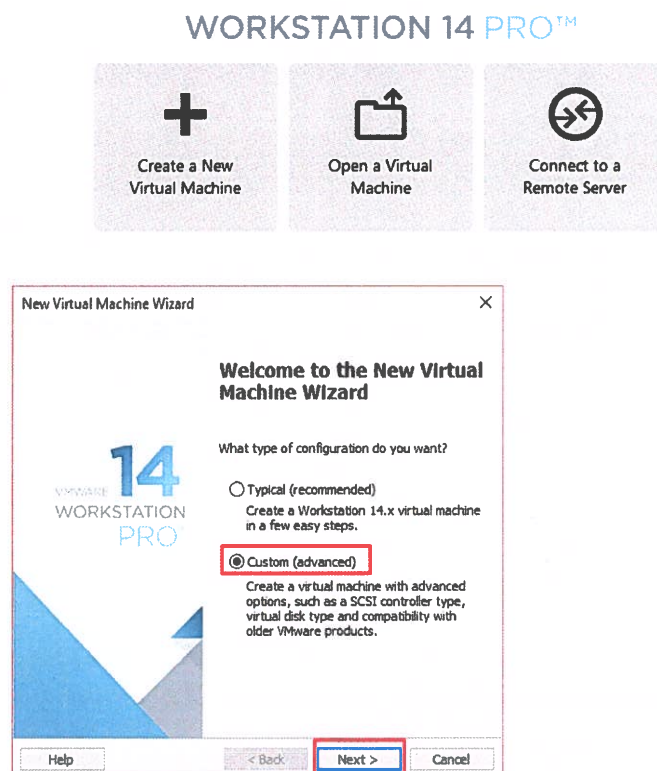 WORKSTATION 14 PRO™
Create a New
Virtual Machine
Open a Virtual
Machine
Connect to a
Remote Server
New Virtual Machine Wizard
Welcome to the New Virtual
Machine Wizard
What type of configuration do you want?
Typical (recommended)
Create a Workstation 14.x virtual machine
in a few easy steps.
Custom (advanced)
Create a virtual machine with advanced
options, such as a SCSI controller type,
virtual disk type and compatibility with
older VMware products.
VMWARE 14
WORKSTATION
PRO
Help
< Back
Next >
Cancel